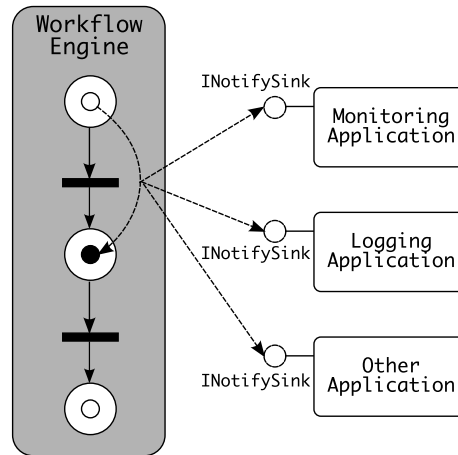 Workflow
Engine
INotifySink
Monitoring
Application
INotifySink
Logging
Application
INotifySink
Other
Application